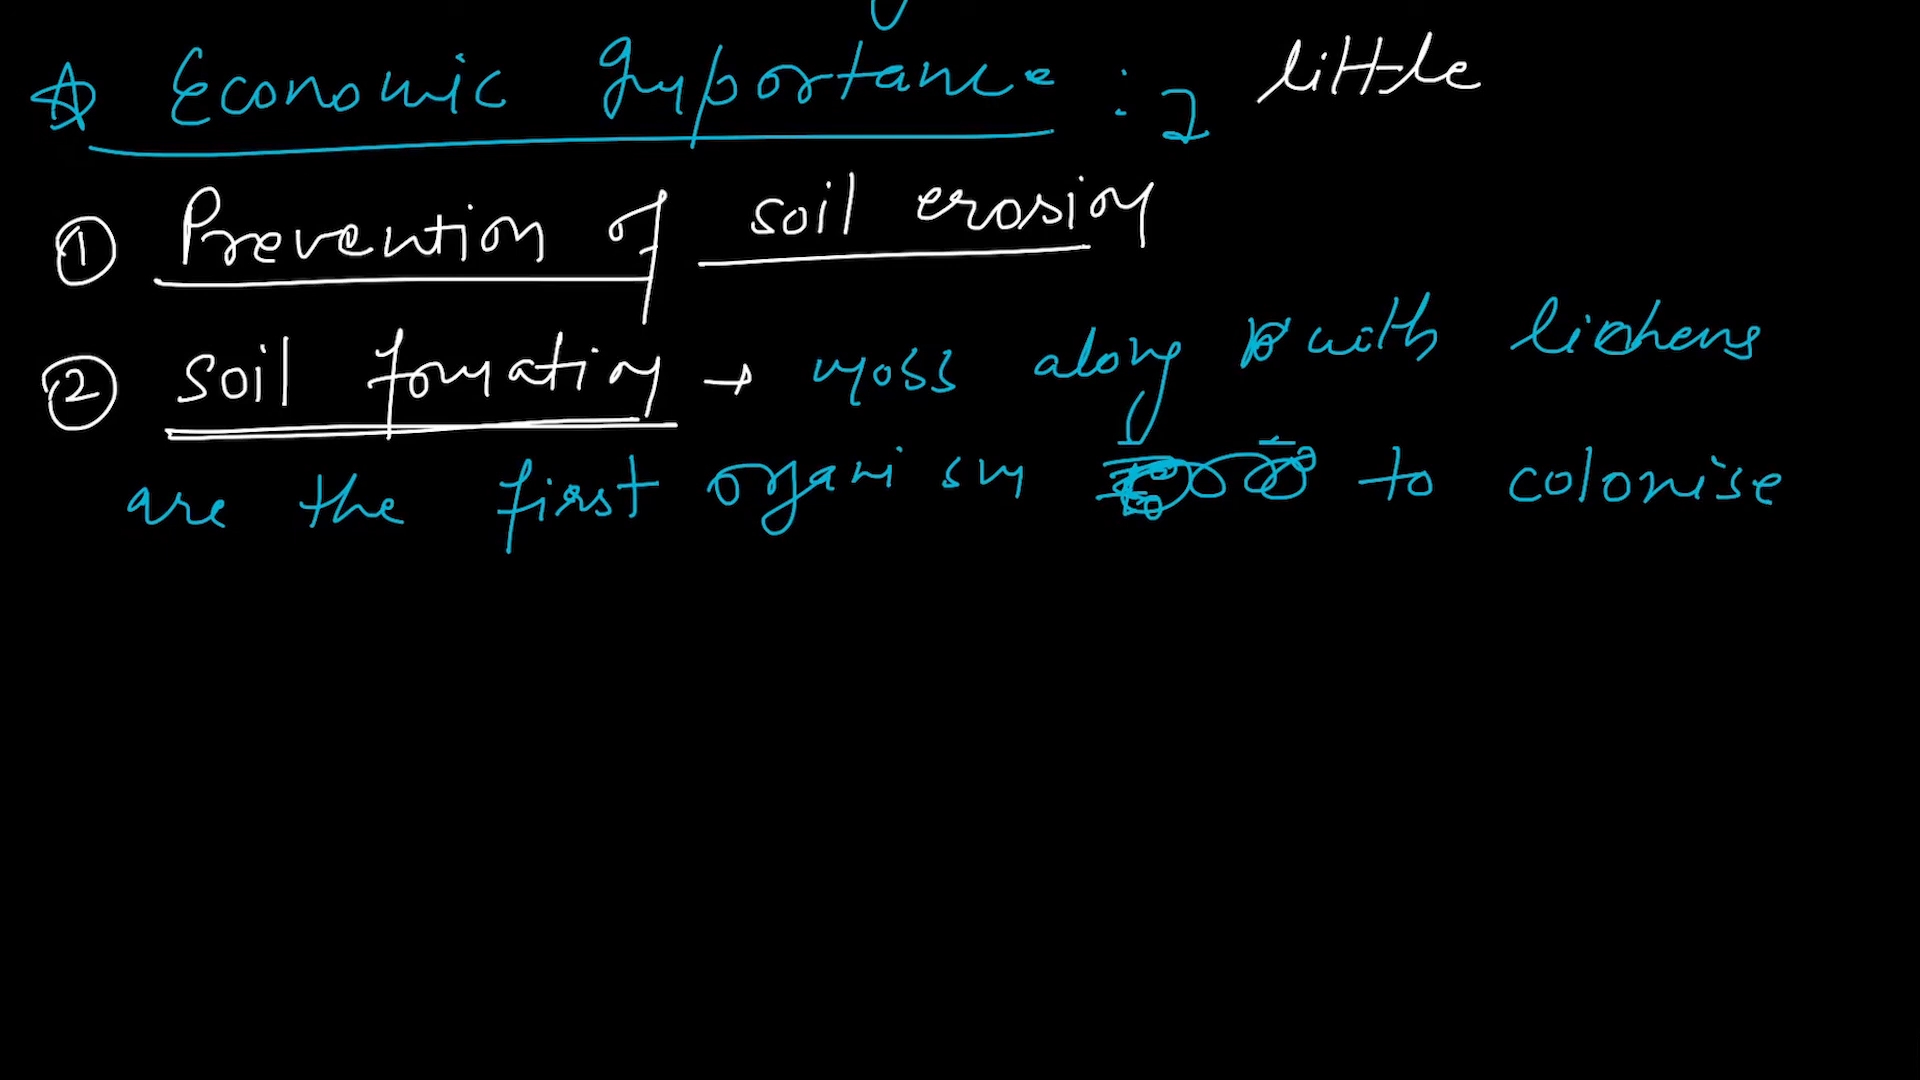 ☆ Economic Importance :- little
① Prevention of soil erosion
② soil formation → moss along with lichens
are the first organism to colonise